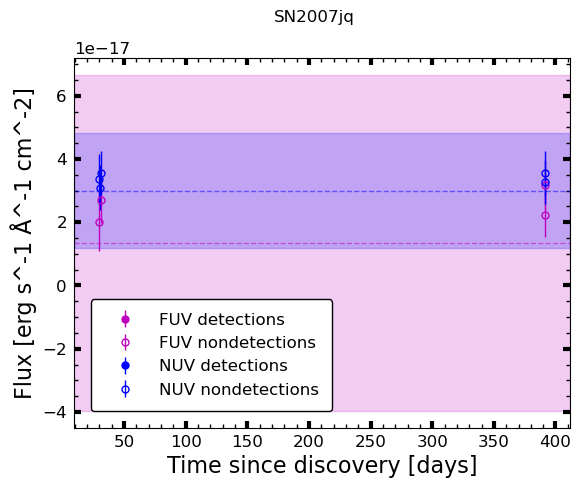 SN2007jq
1e−17
6
4
2
0
−2
−4
Flux [erg s^-1 Å^-1 cm^-2]
FUV detections
FUV nondetections
NUV detections
NUV nondetections
50 100 150 200 250 300 350 400
Time since discovery [days]